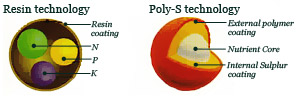 Resin technology
Resin
coating
N
P
K
Poly-S technology
External polymer
coating
Nutrient Core
Internal Sulphur
coating